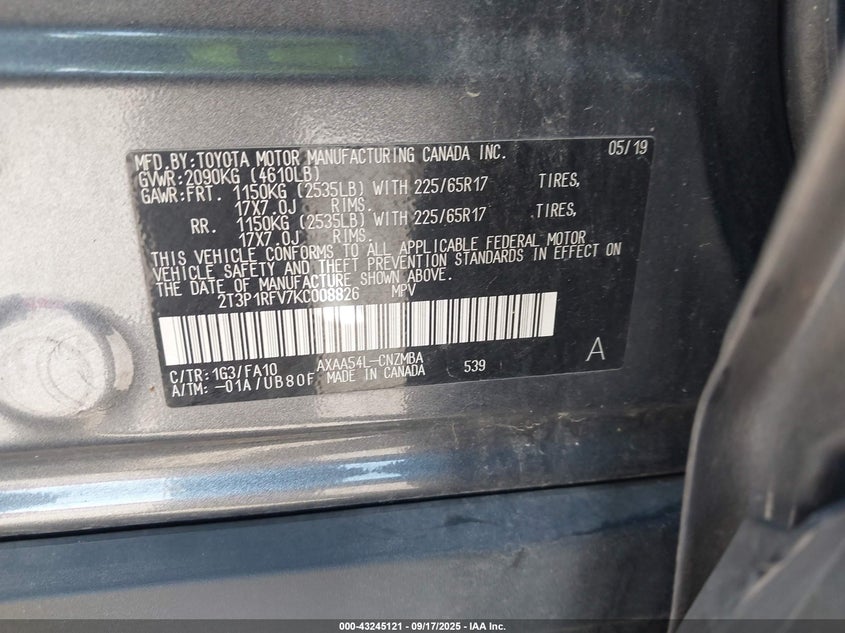 MFD.BY:TOYOTA MOTOR MANUFACTURING CANADA INC. 05/19
GVWR:2090KG (4610LB)
GAWR:FRT. 1150KG (2535LB) WITH 225/65R17 TIRES,
17X7.0J RIMS.
RR. 1150KG (2535LB) WITH 225/65R17 TIRES,
17X7.0J RIMS.
THIS VEHICLE CONFORMS TO ALL APPLICABLE FEDERAL MOTOR
VEHICLE SAFETY AND THEFT PREVENTION STANDARDS IN EFFECT ON
THE DATE OF MANUFACTURE SHOWN ABOVE.
2T3P1RFV7KC008826 MPV
C/TR:1G3/FA10 AXAA54L-CNZMBA 539 A
A/TM:-01A/UB80F MADE IN CANADA
000-43245121 - 09/17/2025 - IAA Inc.